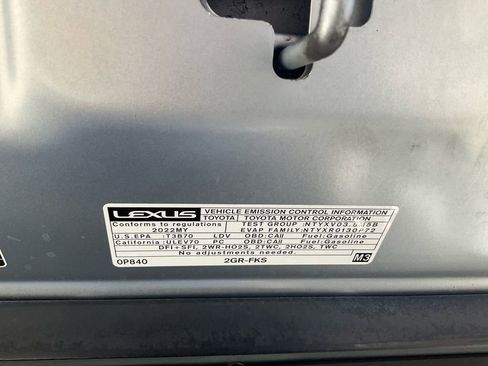 LEXUS VEHICLE EMISSION CONTROL INFORMATION
TOYOTA TOYOTA MOTOR CORPORATION
Conforms to regulations TEST GROUP
2022MY EVAP FAMILY
U.S.EPA :T3B70 LDV OBD:CAII Fuel:Gasoline
California :ULEV70 PC OBD:CAII Fuel:Gasoline
DFI+SFI, 2WR-HO2S, 2TWC, 2HO2S, TWC
No adjustments needed.
0P840 2GR-FKS M3